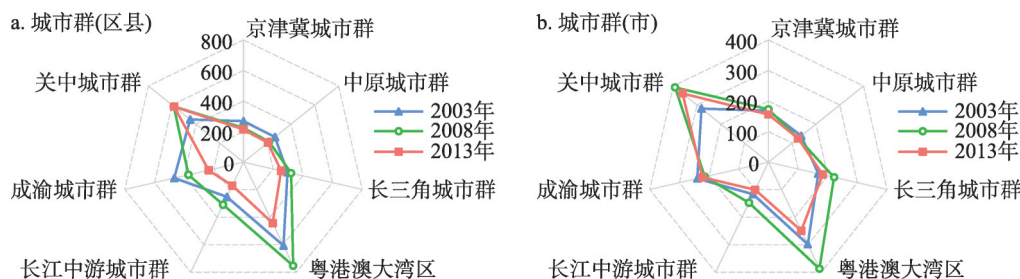 a. 城市群(区县)
京津冀城市群
中原城市群
长三角城市群
粤港澳大湾区
长江中游城市群
成渝城市群
关中城市群
800
600
400
200
0
2003年
2008年
2013年
b. 城市群(市)
京津冀城市群
中原城市群
长三角城市群
粤港澳大湾区
长江中游城市群
成渝城市群
关中城市群
400
300
200
100
0
2003年
2008年
2013年